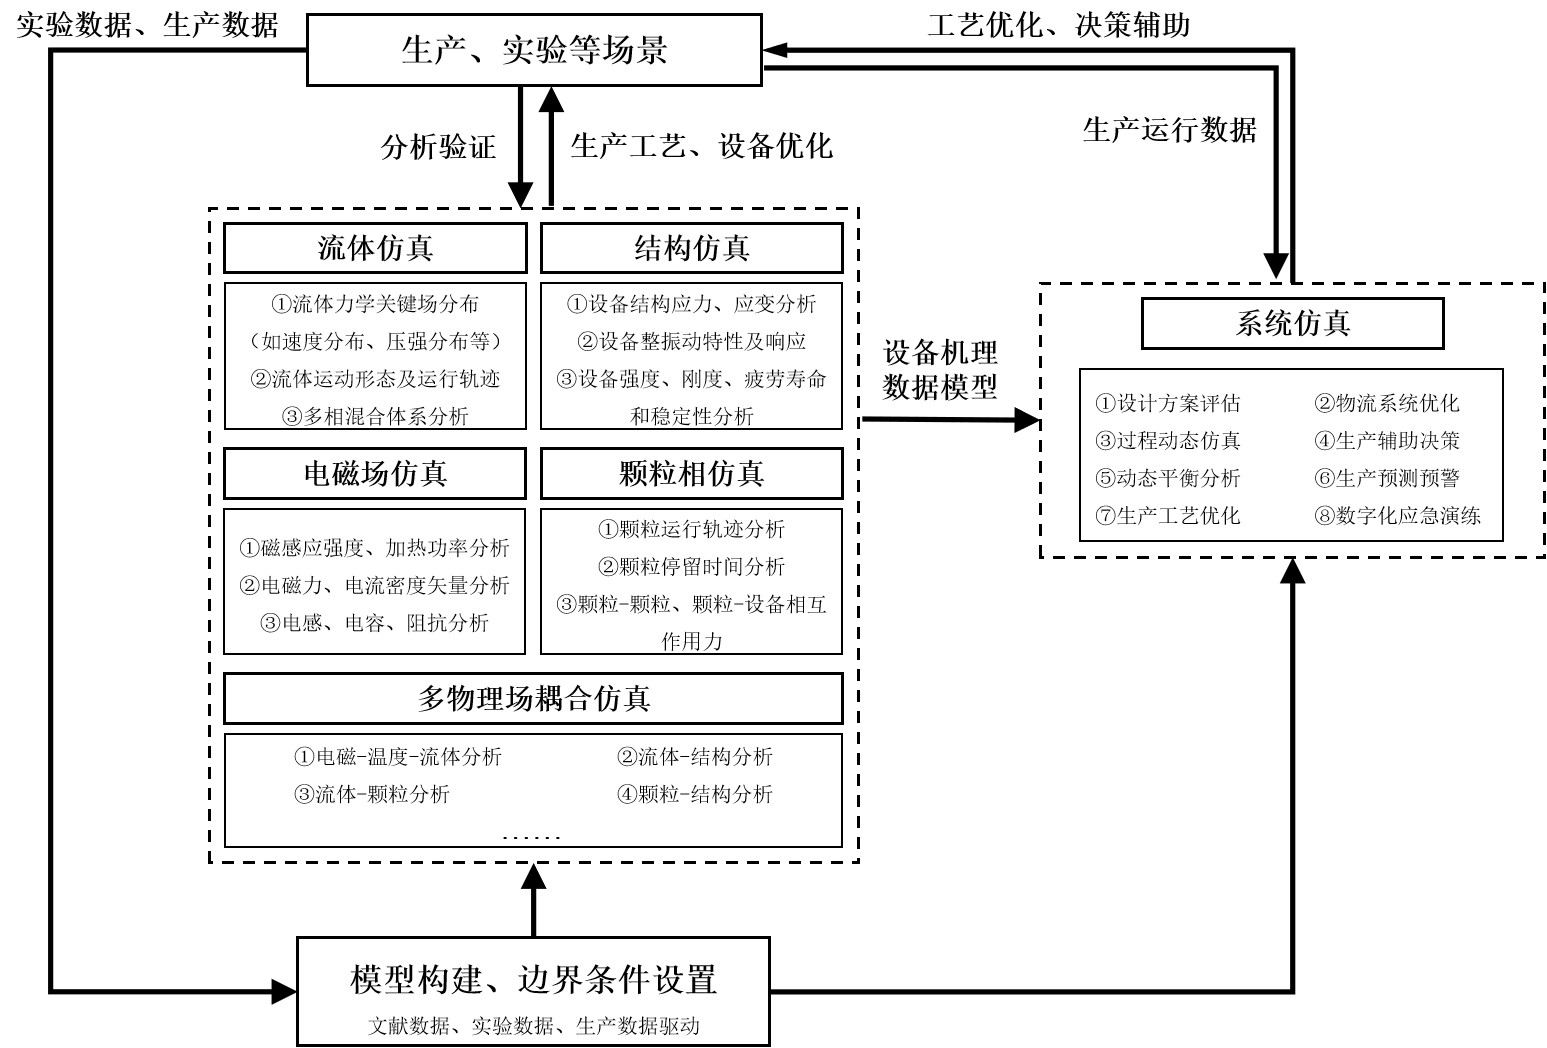 实验数据、生产数据
生产、实验等场景
工艺优化、决策辅助
分析验证
生产工艺、设备优化
生产运行数据
流体仿真
①流体力学关键场分布
（如速度分布、压强分布等）
②流体运动形态及运行轨迹
③多相混合体系分析
结构仿真
①设备结构应力、应变分析
②设备整振动特性及响应
③设备强度、刚度、疲劳寿命
和稳定性分析
电磁场仿真
①磁感应强度、加热功率分析
②电磁力、电流密度矢量分析
③电感、电容、阻抗分析
颗粒相仿真
①颗粒运行轨迹分析
②颗粒停留时间分析
③颗粒-颗粒、颗粒-设备相互
作用力
多物理场耦合仿真
①电磁-温度-流体分析
②流体-结构分析
③流体-颗粒分析
④颗粒-结构分析
……
设备机理
数据模型
系统仿真
①设计方案评估
②物流系统优化
③过程动态仿真
④生产辅助决策
⑤动态平衡分析
⑥生产预测预警
⑦生产工艺优化
⑧数字化应急演练
模型构建、边界条件设置
文献数据、实验数据、生产数据驱动